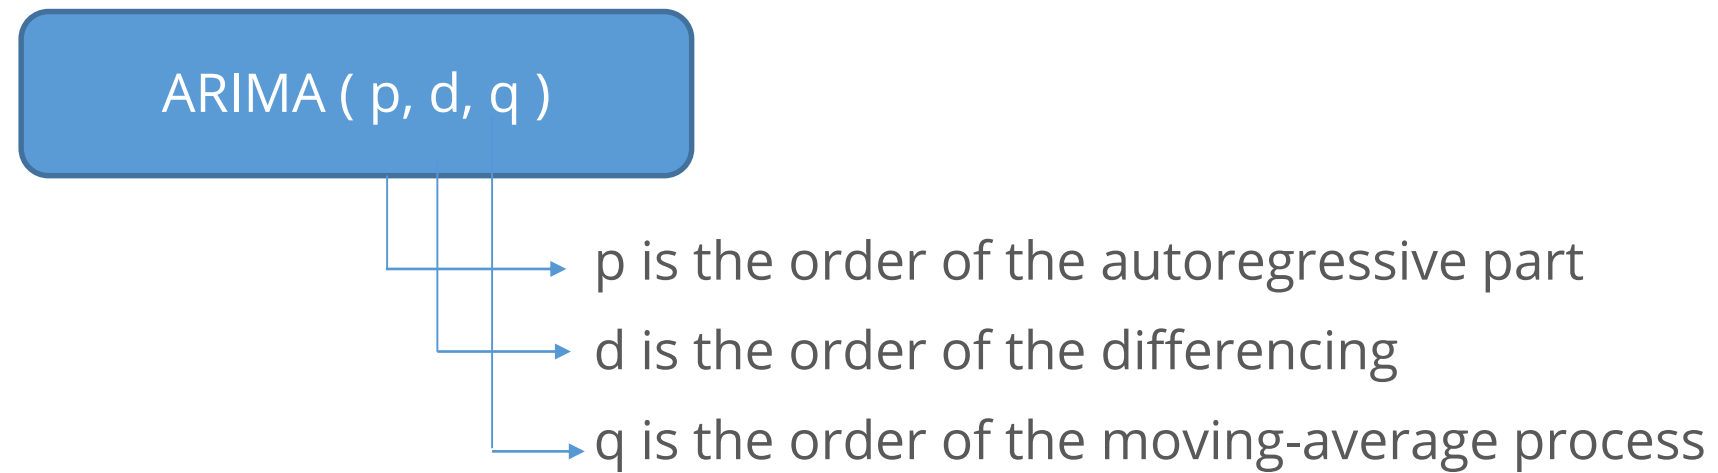 ARIMA ( p, d, q )
p is the order of the autoregressive part
d is the order of the differencing
q is the order of the moving-average process